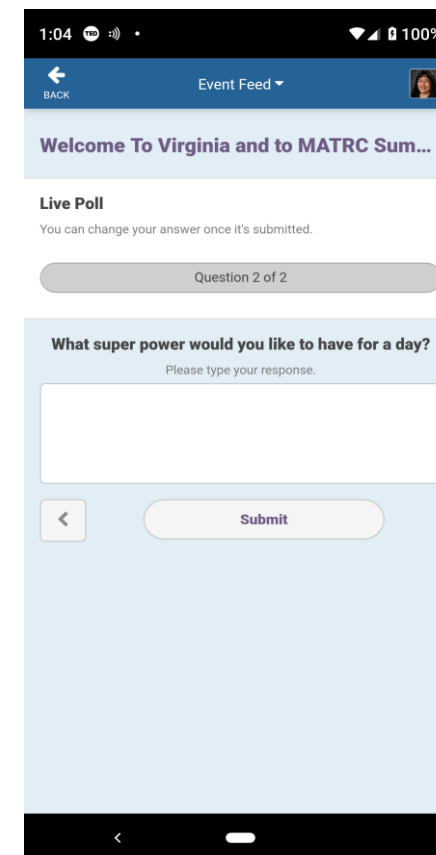 1:04 TED 100%
BACK
Event Feed
Welcome To Virginia and to MATRC Sum...
Live Poll
You can change your answer once it's submitted.
Question 2 of 2
What super power would you like to have for a day?
Please type your response.
Submit